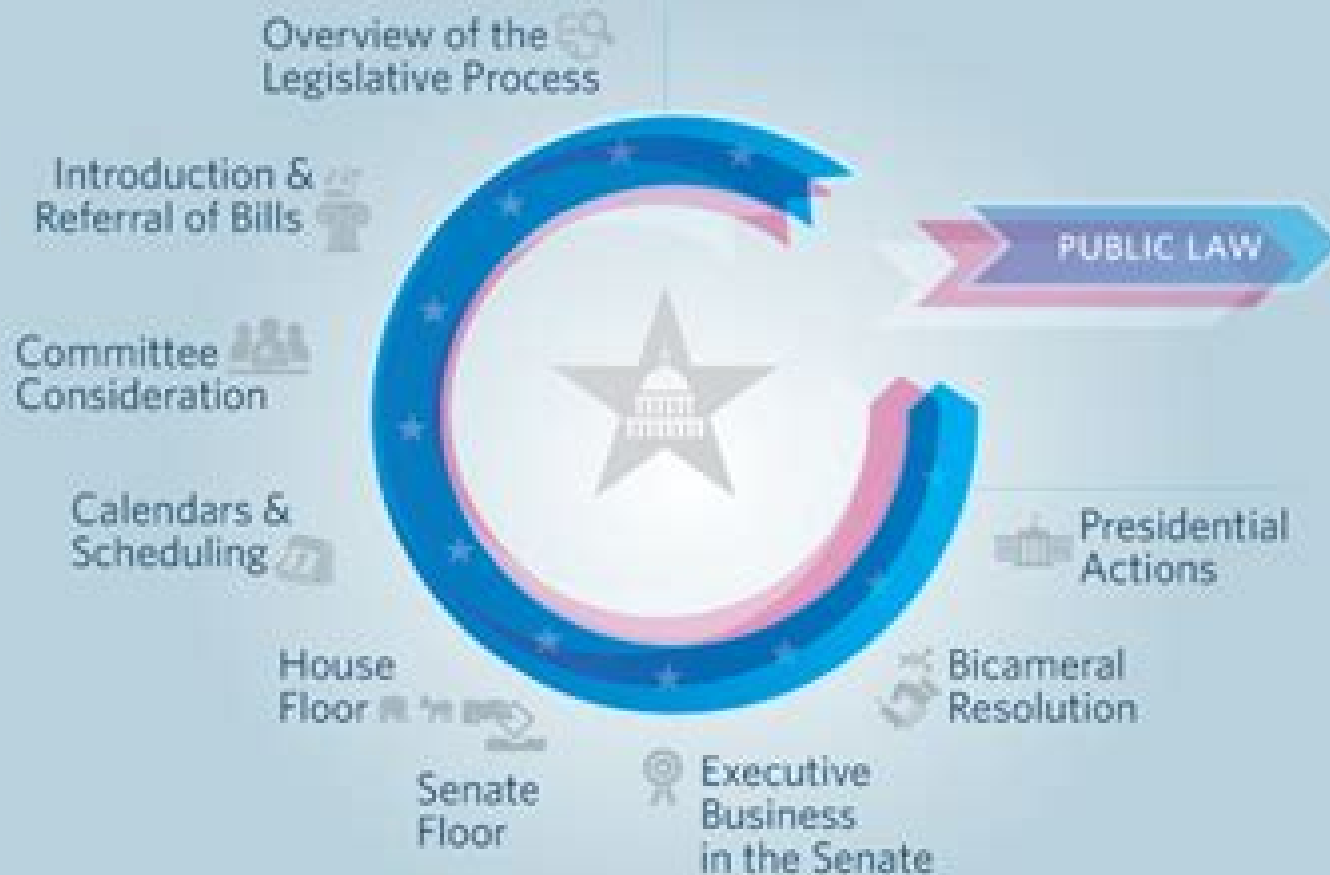 Overview of the
Legislative Process
Introduction &
Referral of Bills
Committee
Consideration
Calendars &
Scheduling
House
Floor
Senate
Floor
Executive
Business
in the Senate
Bicameral
Resolution
Presidential
Actions
PUBLIC LAW